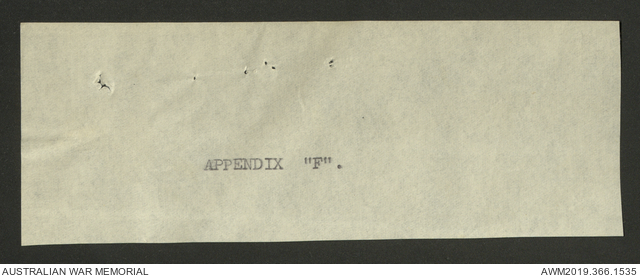 APPENDIX "F".
AUSTRALIAN WAR MEMORIAL
AWM2019.366.1535